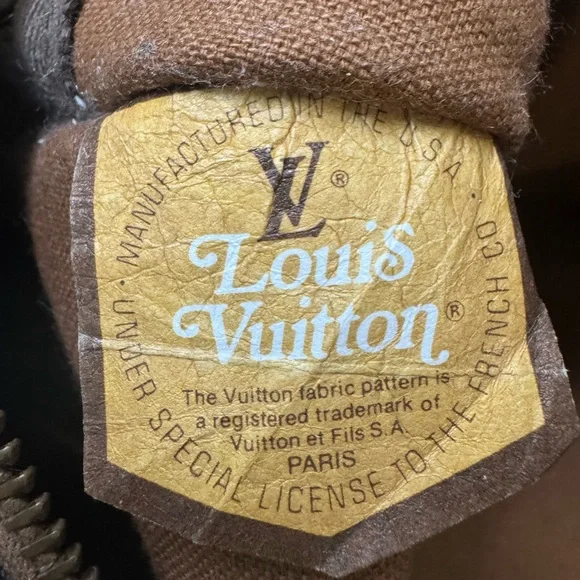 · MANUFACTURED IN THE U.S.A. ·
LV ®
Louis
Vuitton ®
The Vuitton fabric pattern is
a registered trademark of
Vuitton et Fils S.A.
PARIS
UNDER SPECIAL LICENSE TO THE FRENCH CO